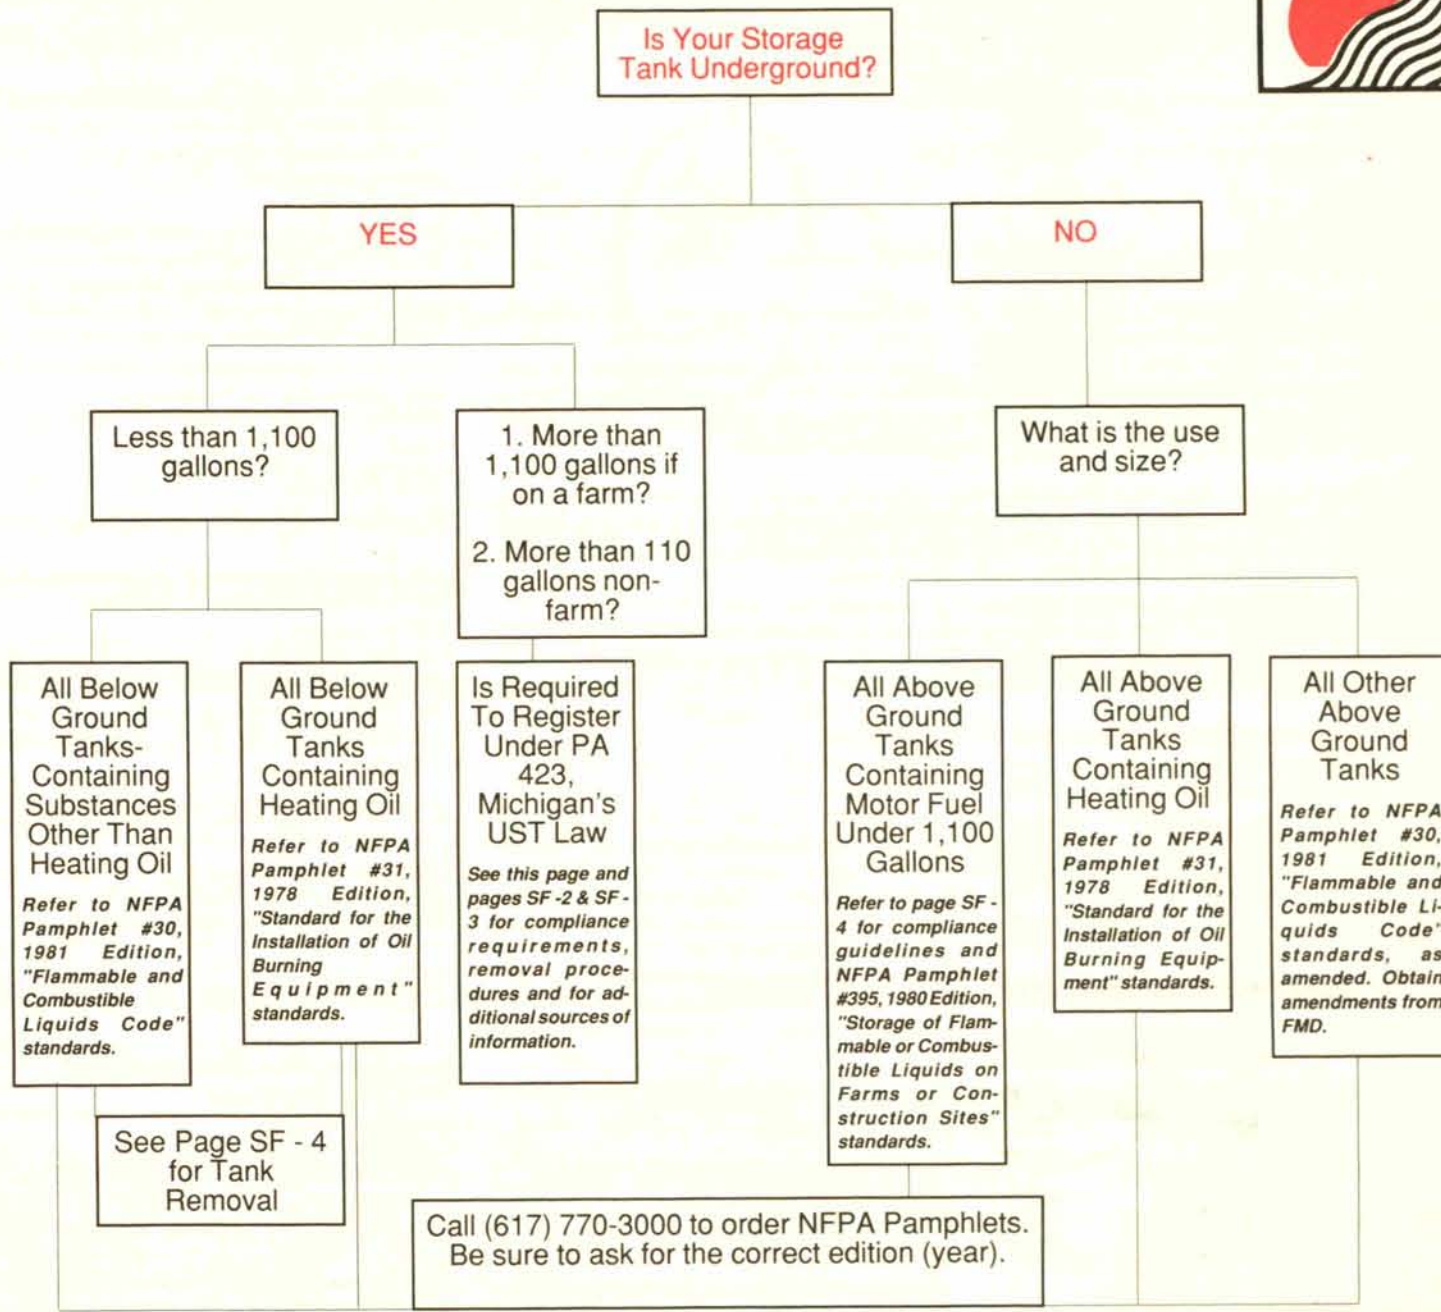 Is Your Storage
Tank Underground?
YES
NO
Less than 1,100
gallons?
1. More than
1,100 gallons if
on a farm?
2. More than 110
gallons non-
farm?
What is the use
and size?
All Below
Ground
Tanks-
Containing
Substances
Other Than
Heating Oil
Refer to NFPA
Pamphlet #30,
1981 Edition,
"Flammable and
Combustible
Liquids Code"
standards.
All Below
Ground
Tanks
Containing
Heating Oil
Refer to NFPA
Pamphlet #31,
1978 Edition,
"Standard for the
Installation of Oil
Burning
Equipment"
standards.
Is Required
To Register
Under PA
423,
Michigan's
UST Law
See this page and
pages SF -2 & SF -
3 for compliance
requirements,
removal proce-
dures and for ad-
ditional sources of
information.
All Above
Ground
Tanks
Containing
Motor Fuel
Under 1,100
Gallons
Refer to page SF -
4 for compliance
guidelines and
NFPA Pamphlet
#395, 1980 Edition,
"Storage of Flam-
mable or Combus-
tible Liquids on
Farms or Con-
struction Sites"
standards.
All Above
Ground
Tanks
Containing
Heating Oil
Refer to NFPA
Pamphlet #31,
1978 Edition,
"Standard for the
Installation of Oil
Burning Equip-
ment" standards.
All Other
Above
Ground
Tanks
Refer to NFPA
Pamphlet #30,
1981 Edition,
"Flammable and
Combustible Li-
quids Code"
standards, as
amended. Obtain
amendments from
FMD.
See Page SF - 4
for Tank
Removal
Call (617) 770-3000 to order NFPA Pamphlets.
Be sure to ask for the correct edition (year).